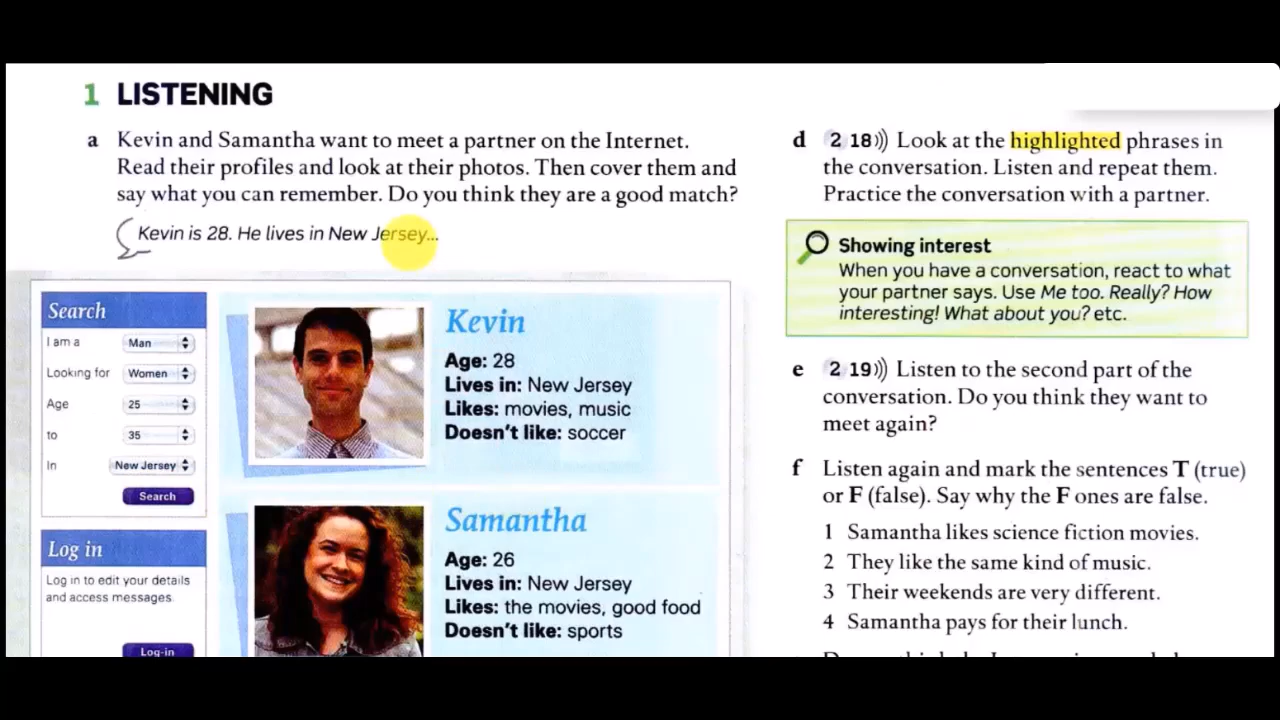 1 LISTENING
a Kevin and Samantha want to meet a partner on the Internet.
Read their profiles and look at their photos. Then cover them and
say what you can remember. Do you think they are a good match?
Kevin is 28. He lives in New Jersey...
Search
I am a Man
Looking for Women
Age 25
to 35
In New Jersey
Search
Log in
Log in to edit your details
and access messages.
Log-in
Kevin
Age: 28
Lives in: New Jersey
Likes: movies, music
Doesn't like: soccer
Samantha
Age: 26
Lives in: New Jersey
Likes: the movies, good food
Doesn't like: sports
d 2 18))) Look at the highlighted phrases in
the conversation. Listen and repeat them.
Practice the conversation with a partner.
Showing interest
When you have a conversation, react to what
your partner says. Use Me too. Really? How
interesting! What about you? etc.
e 2 19))) Listen to the second part of the
conversation. Do you think they want to
meet again?
f Listen again and mark the sentences T (true)
or F (false). Say why the F ones are false.
1 Samantha likes science fiction movies.
2 They like the same kind of music.
3 Their weekends are very different.
4 Samantha pays for their lunch.